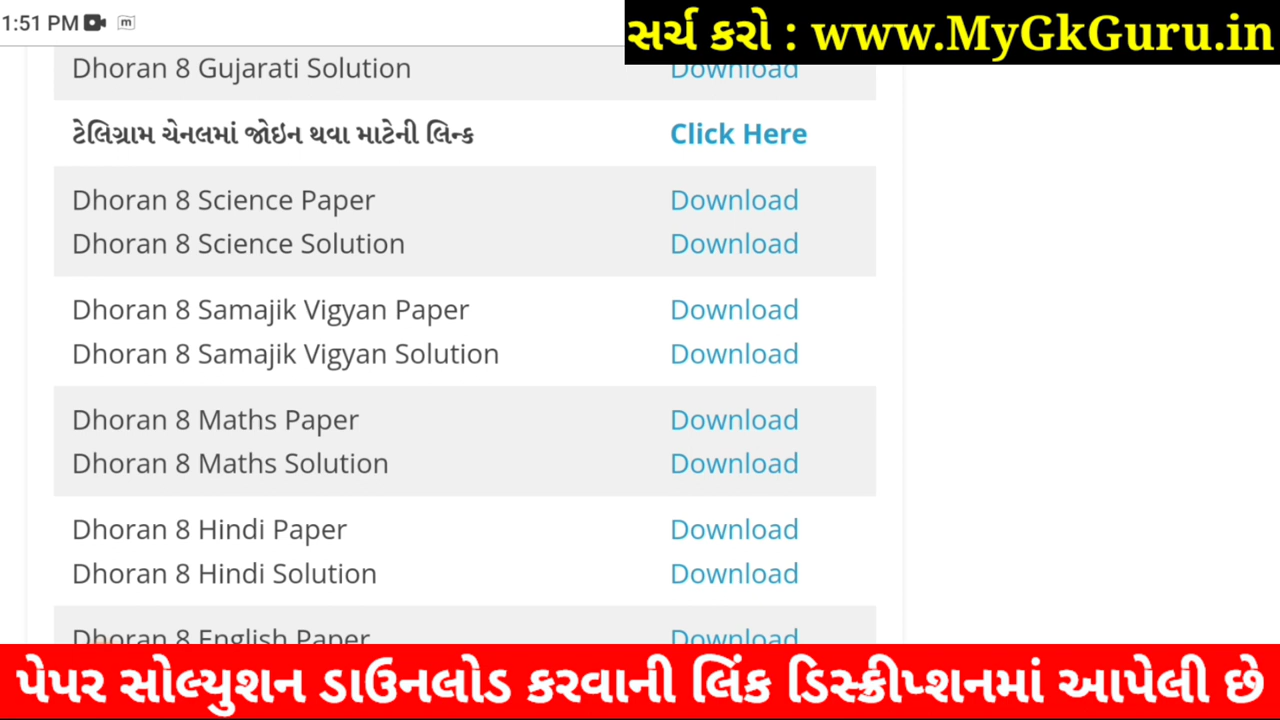 1:51 PM
સર્ચ કરો : www.MyGkGuru.in
Dhoran 8 Gujarati Solution Download
ટેલિગ્રામ ચેનલમાં જોઇન થવા માટેની લિન્ક Click Here
Dhoran 8 Science Paper Download
Dhoran 8 Science Solution Download
Dhoran 8 Samajik Vigyan Paper Download
Dhoran 8 Samajik Vigyan Solution Download
Dhoran 8 Maths Paper Download
Dhoran 8 Maths Solution Download
Dhoran 8 Hindi Paper Download
Dhoran 8 Hindi Solution Download
Dhoran 8 English Paper Download
પેપર સોલ્યુશન ડાઉનલોડ કરવાની લિંક ડિસ્ક્રીપ્શનમાં આપેલી છે